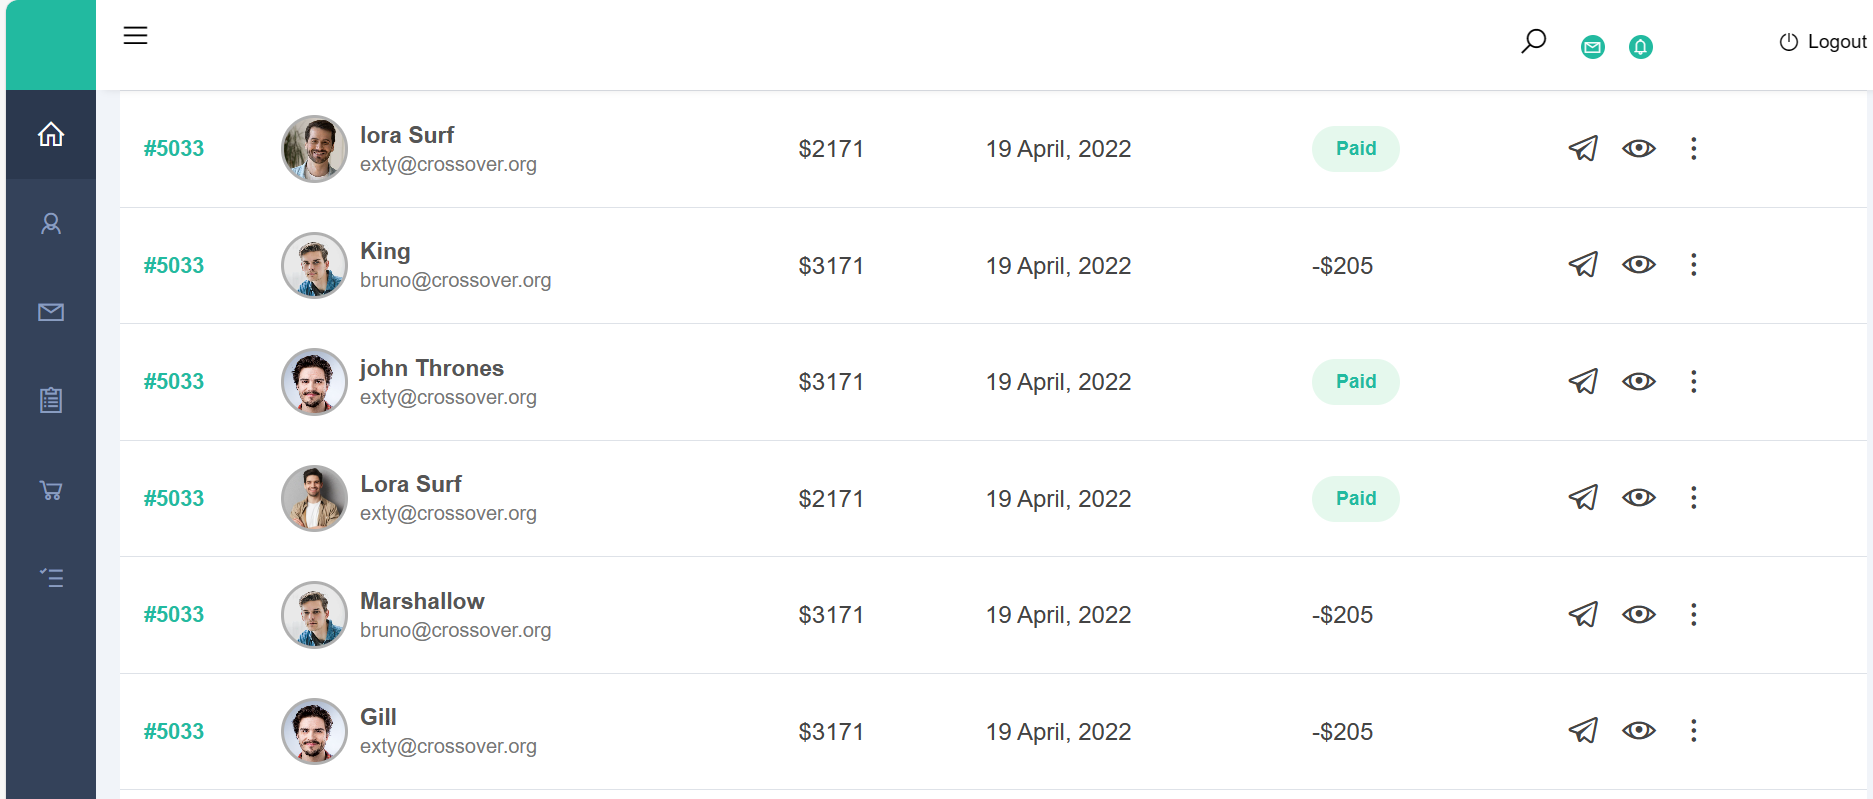 Logout
#5033
lora Surf
exty@crossover.org
$2171
19 April, 2022
Paid
#5033
King
bruno@crossover.org
$3171
19 April, 2022
-$205
#5033
john Thrones
exty@crossover.org
$3171
19 April, 2022
Paid
#5033
Lora Surf
exty@crossover.org
$2171
19 April, 2022
Paid
#5033
Marshallow
bruno@crossover.org
$3171
19 April, 2022
-$205
#5033
Gill
exty@crossover.org
$3171
19 April, 2022
-$205